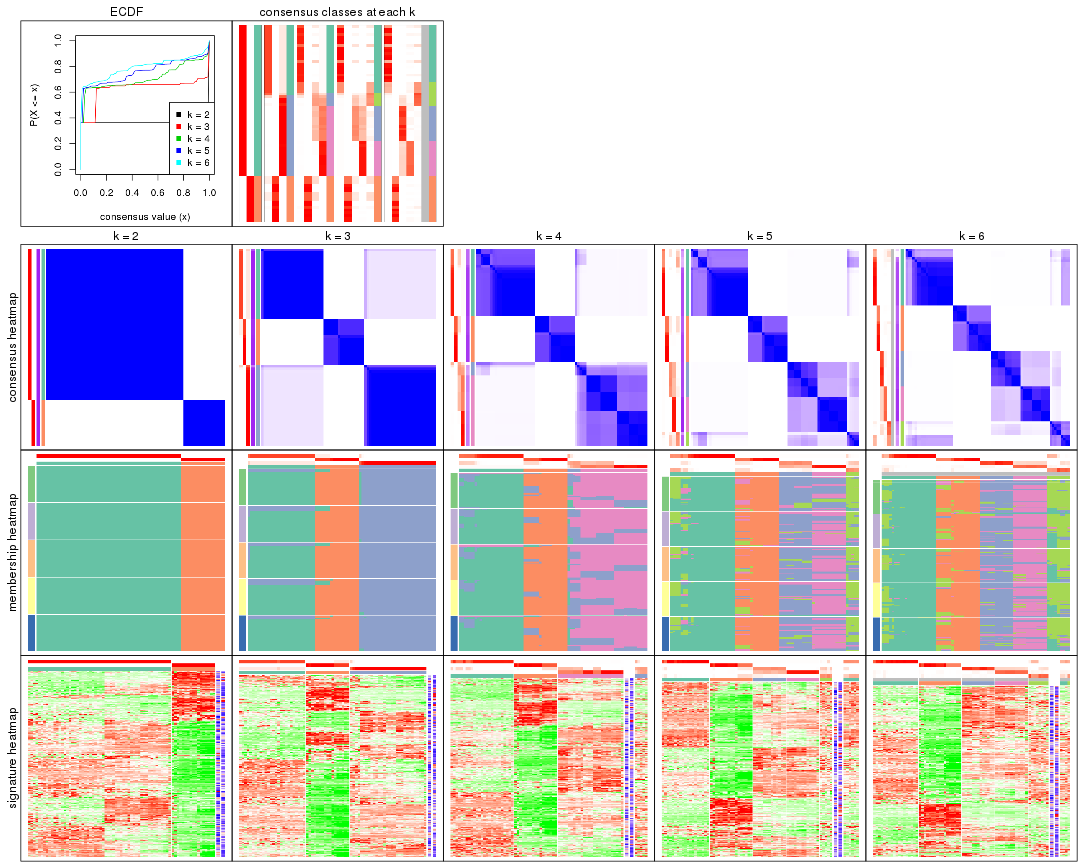 ECDF
consensus classes at each k
P(X <= x)
1.0
0.8
0.6
0.4
0.2
0.0
k = 2
k = 3
k = 4
k = 5
k = 6
0.0 0.2 0.4 0.6 0.8 1.0
consensus value (x)
k = 2
k = 3
k = 4
k = 5
k = 6
consensus heatmap
membership heatmap
signature heatmap